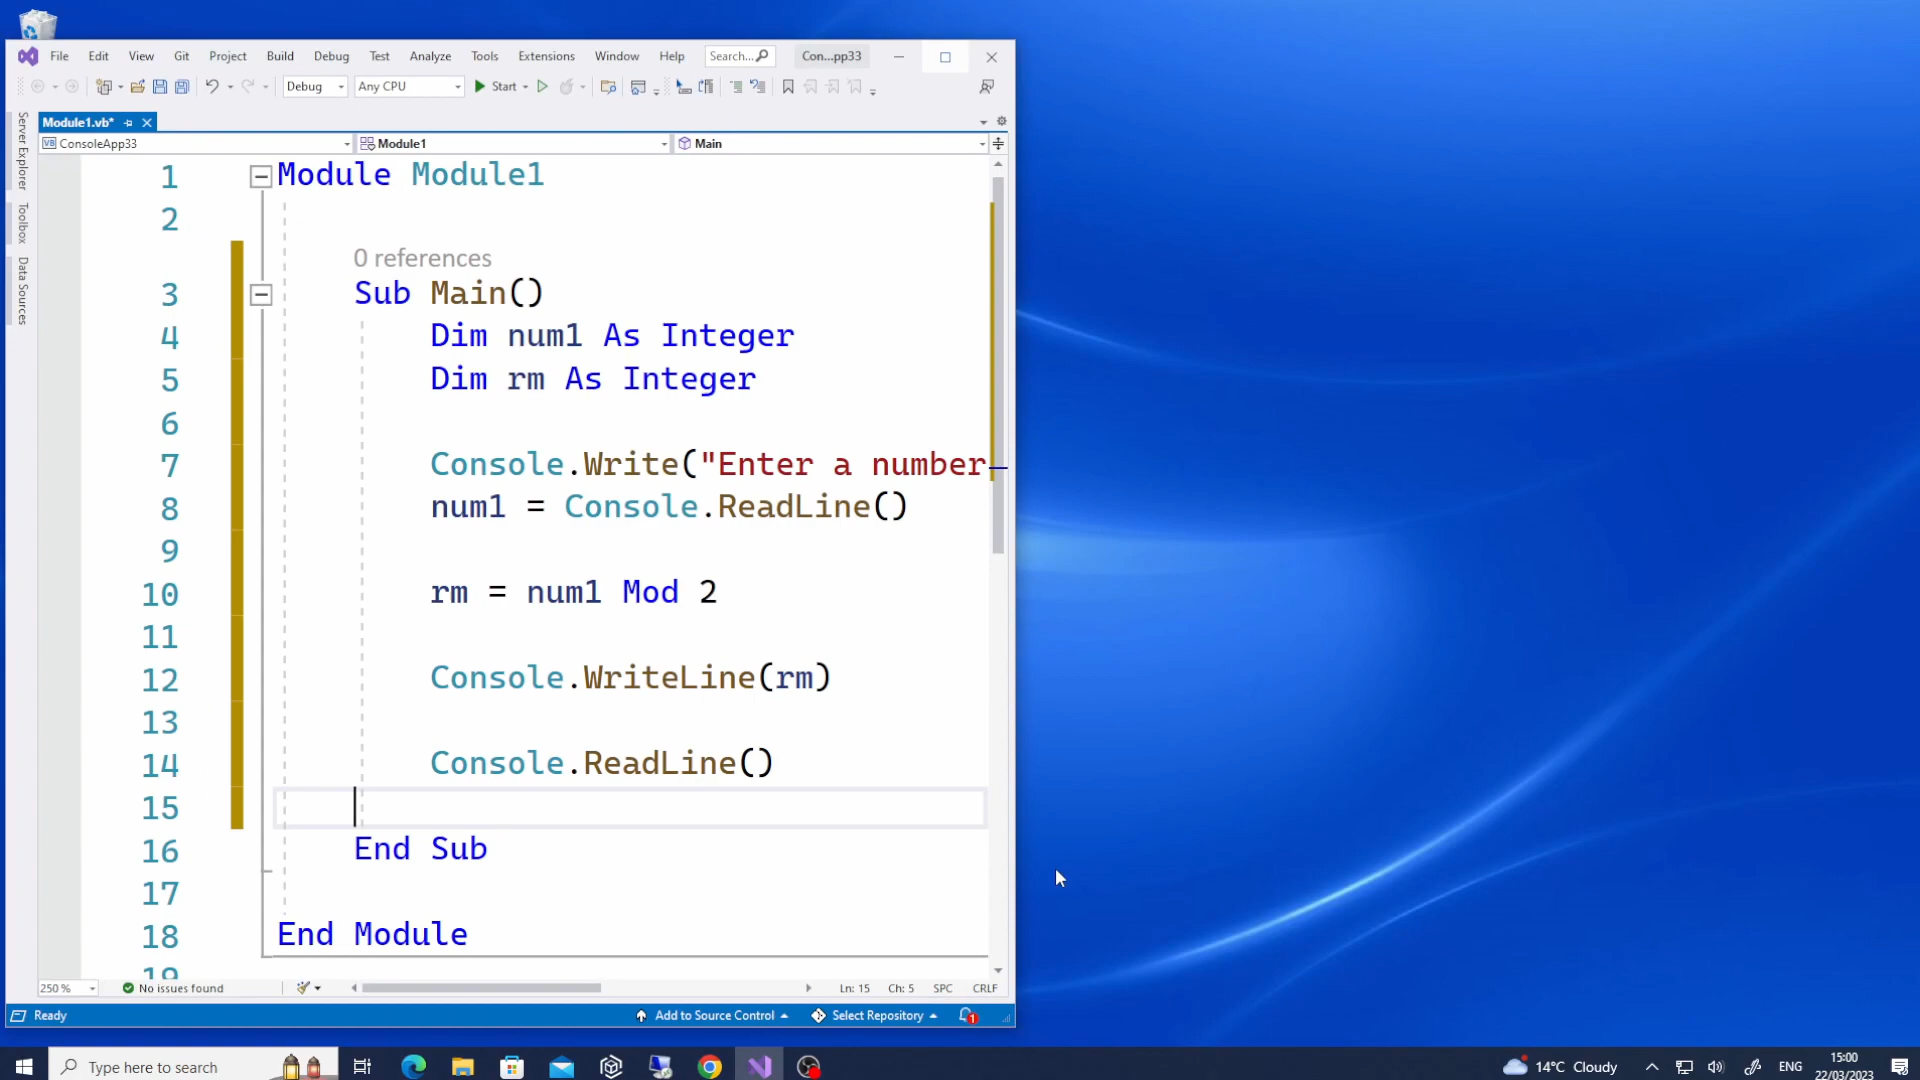 File Edit View Git Project Build Debug Test Analyze Tools Extensions Window Help Search... Con...pp33
Debug Any CPU Start
Module1.vb*
ConsoleApp33 Module1 Main
Server Explorer
Toolbox
Data Sources
1 Module Module1
2
0 references
3 Sub Main()
4 Dim num1 As Integer
5 Dim rm As Integer
6
7 Console.Write("Enter a number
8 num1 = Console.ReadLine()
9
10 rm = num1 Mod 2
11
12 Console.WriteLine(rm)
13
14 Console.ReadLine()
15
16 End Sub
17
18 End Module
19
250 % No issues found Ln: 15 Ch: 5 SPC CRLF
Ready Add to Source Control Select Repository 1
Type here to search 14°C Cloudy ENG 15:00
22/03/2023